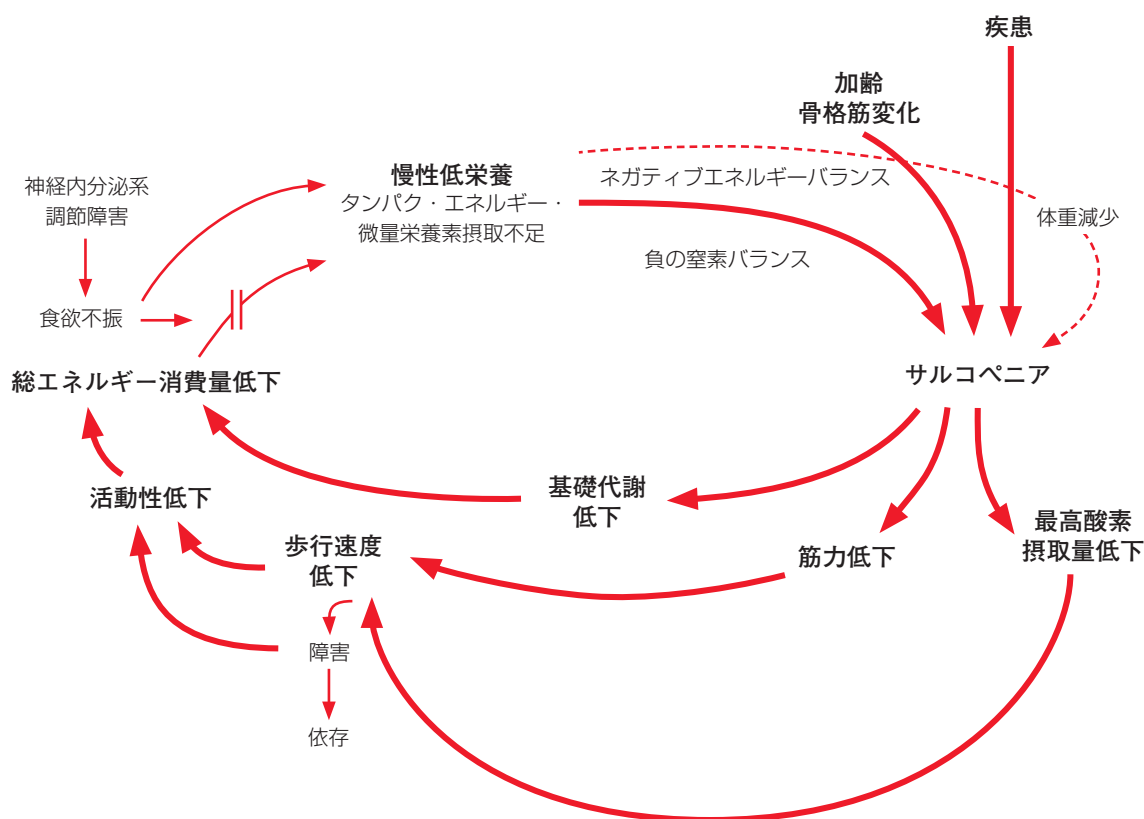 疾患
加齢
骨格筋変化
神経内分泌系
調節障害
慢性低栄養
タンパク・エネルギー・
微量栄養素摂取不足
ネガティブエネルギーバランス
体重減少
負の窒素バランス
食欲不振
総エネルギー消費量低下
サルコペニア
活動性低下
基礎代謝
低下
最高酸素
摂取量低下
歩行速度
低下
筋力低下
障害
依存